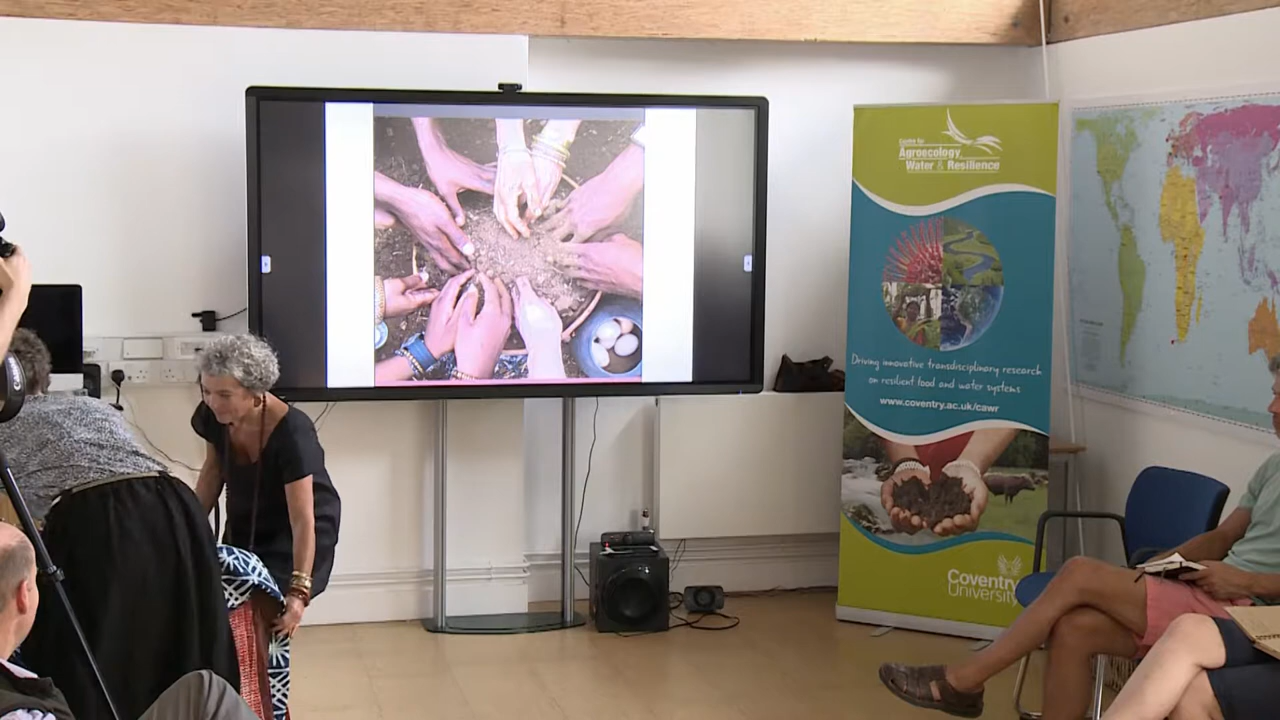 Centre for
Agroecology,
Water & Resilience
Driving innovative transdisciplinary research
on resilient food and water systems
www.coventry.ac.uk/cawr
Coventry
University
Canon